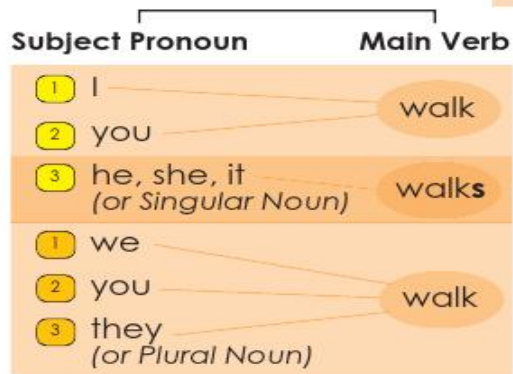 Subject Pronoun Main Verb
1 I
walk
2 you
3 he, she, it walks
(or Singular Noun)
1 we
2 you walk
3 they
(or Plural Noun)